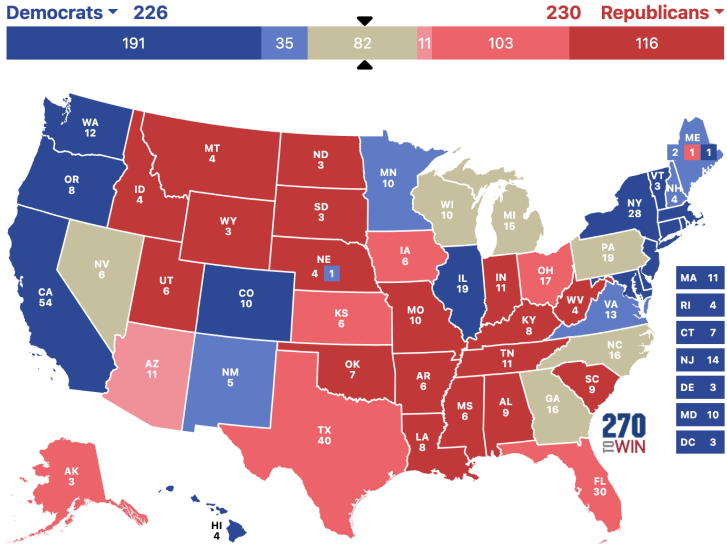 Democrats 226
230 Republicans
191 35 82 11 103 116
WA
12
OR
8
CA
54
NV
6
ID
4
MT
4
WY
3
UT
6
AZ
11
CO
10
NM
5
ND
3
SD
3
NE
4 1
KS
6
OK
7
TX
40
MN
10
IA
6
MO
10
AR
6
LA
8
WI
10
IL
19
MI
15
IN
11
OH
17
KY
8
TN
11
MS
6
AL
9
GA
16
FL
30
SC
9
NC
16
VA
13
WV
4
PA
19
NY
28
VT
3
NH
4
ME
2 1 1
MA 11
RI 4
CT 7
NJ 14
DE 3
MD 10
DC 3
AK
3
HI
4
270
TO WIN